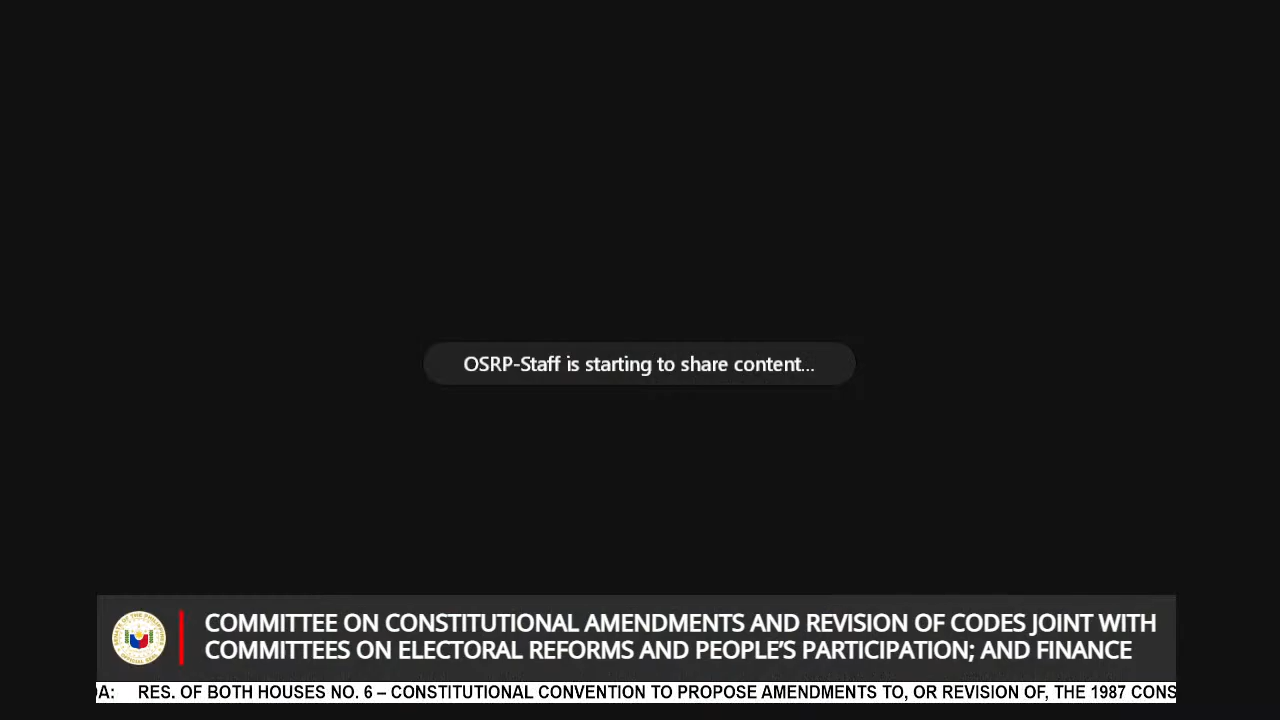 OSRP-Staff is starting to share content...
COMMITTEE ON CONSTITUTIONAL AMENDMENTS AND REVISION OF CODES JOINT WITH
COMMITTEES ON ELECTORAL REFORMS AND PEOPLE'S PARTICIPATION; AND FINANCE
DA: RES. OF BOTH HOUSES NO. 6 – CONSTITUTIONAL CONVENTION TO PROPOSE AMENDMENTS TO, OR REVISION OF, THE 1987 CONS